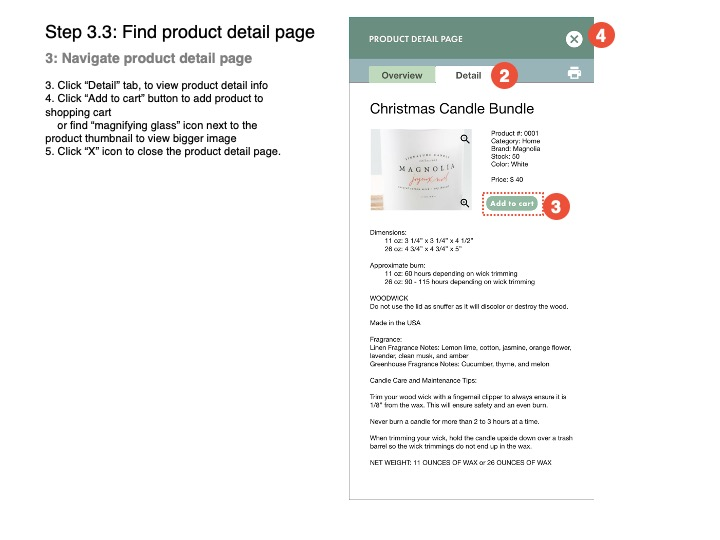 Step 3.3: Find product detail page
3: Navigate product detail page
3. Click “Detail” tab, to view product detail info
4. Click “Add to cart” button to add product to
shopping cart
or find “magnifying glass” icon next to the
product thumbnail to view bigger image
5. Click “X” icon to close the product detail page.
PRODUCT DETAIL PAGE
4
Overview
Detail
2
Christmas Candle Bundle
MAGNOLIA
Product #: 0001
Category: Home
Brand: Magnolia
Stock: 50
Color: White
Price: $ 40
Add to cart
3
Dimensions:
11 oz: 3 1/4” x 3 1/4” x 4 1/2”
26 oz: 4 3/4” x 4 3/4” x 5”
Approximate burn:
11 oz: 60 hours depending on wick trimming
26 oz: 90 - 115 hours depending on wick trimming
WOODWICK
Do not use the lid as snuffer as it will discolor or destroy the wood.
Made in the USA
Fragrance:
Linen Fragrance Notes: Lemon lime, cotton, jasmine, orange flower,
lavender, clean musk, and amber
Greenhouse Fragrance Notes: Cucumber, thyme, and melon
Candle Care and Maintenance Tips:
Trim your wood wick with a fingernail clipper to always ensure it is
1/8” from the wax. This will ensure safety and an even burn.
Never burn a candle for more than 2 to 3 hours at a time.
When trimming your wick, hold the candle upside down over a trash
barrel so the wick trimmings do not end up in the wax.
NET WEIGHT: 11 OUNCES OF WAX or 26 OUNCES OF WAX